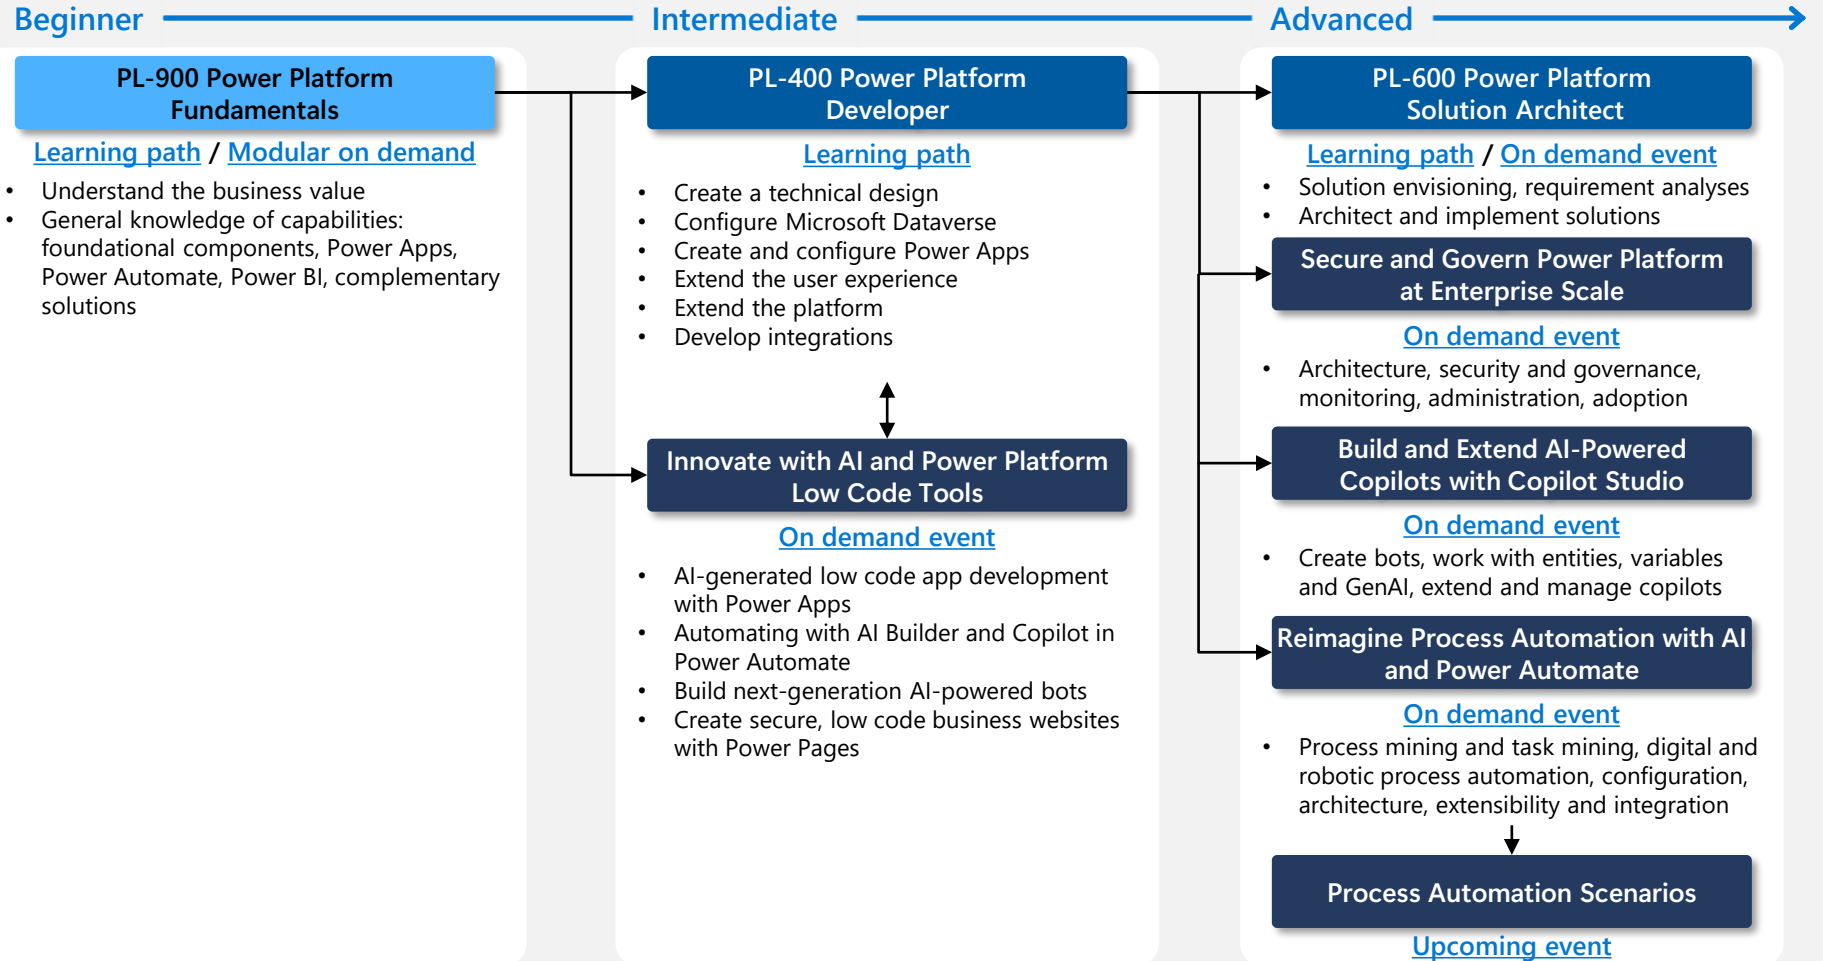 Beginner
Intermediate
Advanced
PL-900 Power Platform
Fundamentals
Learning path / Modular on demand
• Understand the business value
• General knowledge of capabilities:
foundational components, Power Apps,
Power Automate, Power BI, complementary
solutions
PL-400 Power Platform
Developer
Learning path
• Create a technical design
• Configure Microsoft Dataverse
• Create and configure Power Apps
• Extend the user experience
• Extend the platform
• Develop integrations
Innovate with AI and Power Platform
Low Code Tools
On demand event
• AI-generated low code app development
with Power Apps
• Automating with AI Builder and Copilot in
Power Automate
• Build next-generation AI-powered bots
• Create secure, low code business websites
with Power Pages
PL-600 Power Platform
Solution Architect
Learning path / On demand event
• Solution envisioning, requirement analyses
• Architect and implement solutions
Secure and Govern Power Platform
at Enterprise Scale
On demand event
• Architecture, security and governance,
monitoring, administration, adoption
Build and Extend AI-Powered
Copilots with Copilot Studio
On demand event
• Create bots, work with entities, variables
and GenAI, extend and manage copilots
Reimagine Process Automation with AI
and Power Automate
On demand event
• Process mining and task mining, digital and
robotic process automation, configuration,
architecture, extensibility and integration
Process Automation Scenarios
Upcoming event